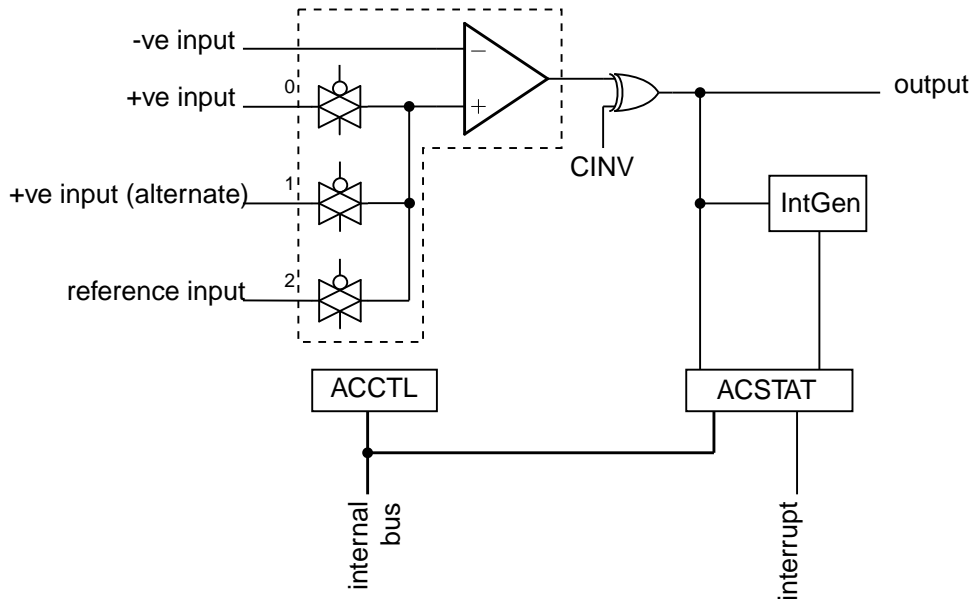 -ve input
+ve input
0
output
CINV
+ve input (alternate)
1
IntGen
reference input
2
ACCTL
ACSTAT
internal
bus
interrupt